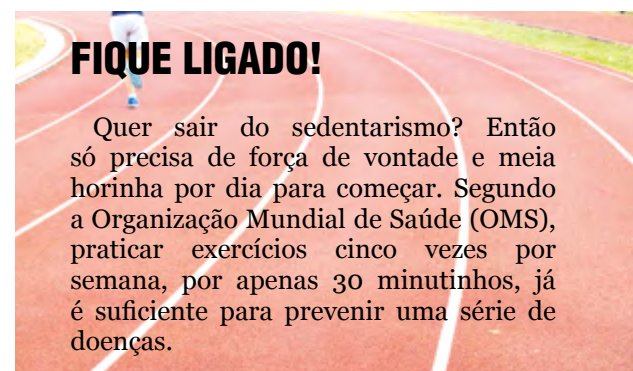 FIQUE LIGADO!
Quer sair do sedentarismo? Então
só precisa de força de vontade e meia
horinha por dia para começar. Segundo
a Organização Mundial de Saúde (OMS),
praticar exercícios cinco vezes por
semana, por apenas 30 minutinhos, já
é suficiente para prevenir uma série de
doenças.